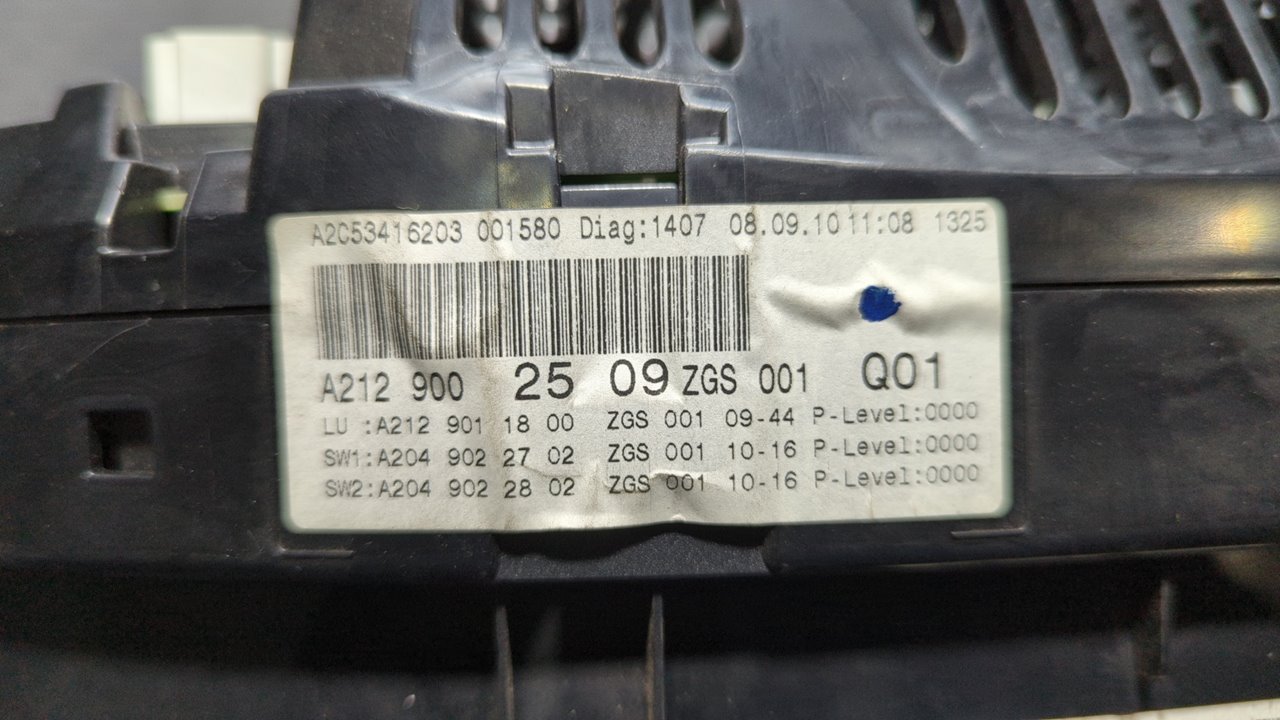 A2C53416203 001580 Diag:1407 08.09.10 11:08 1325
A212 900 25 09 ZGS 001 Q01
LU :A212 901 18 00 ZGS 001 09-44 P-Level:0000
SW1:A204 902 27 02 ZGS 001 10-16 P-Level:0000
SW2:A204 902 28 02 ZGS 001 10-16 P-Level:0000